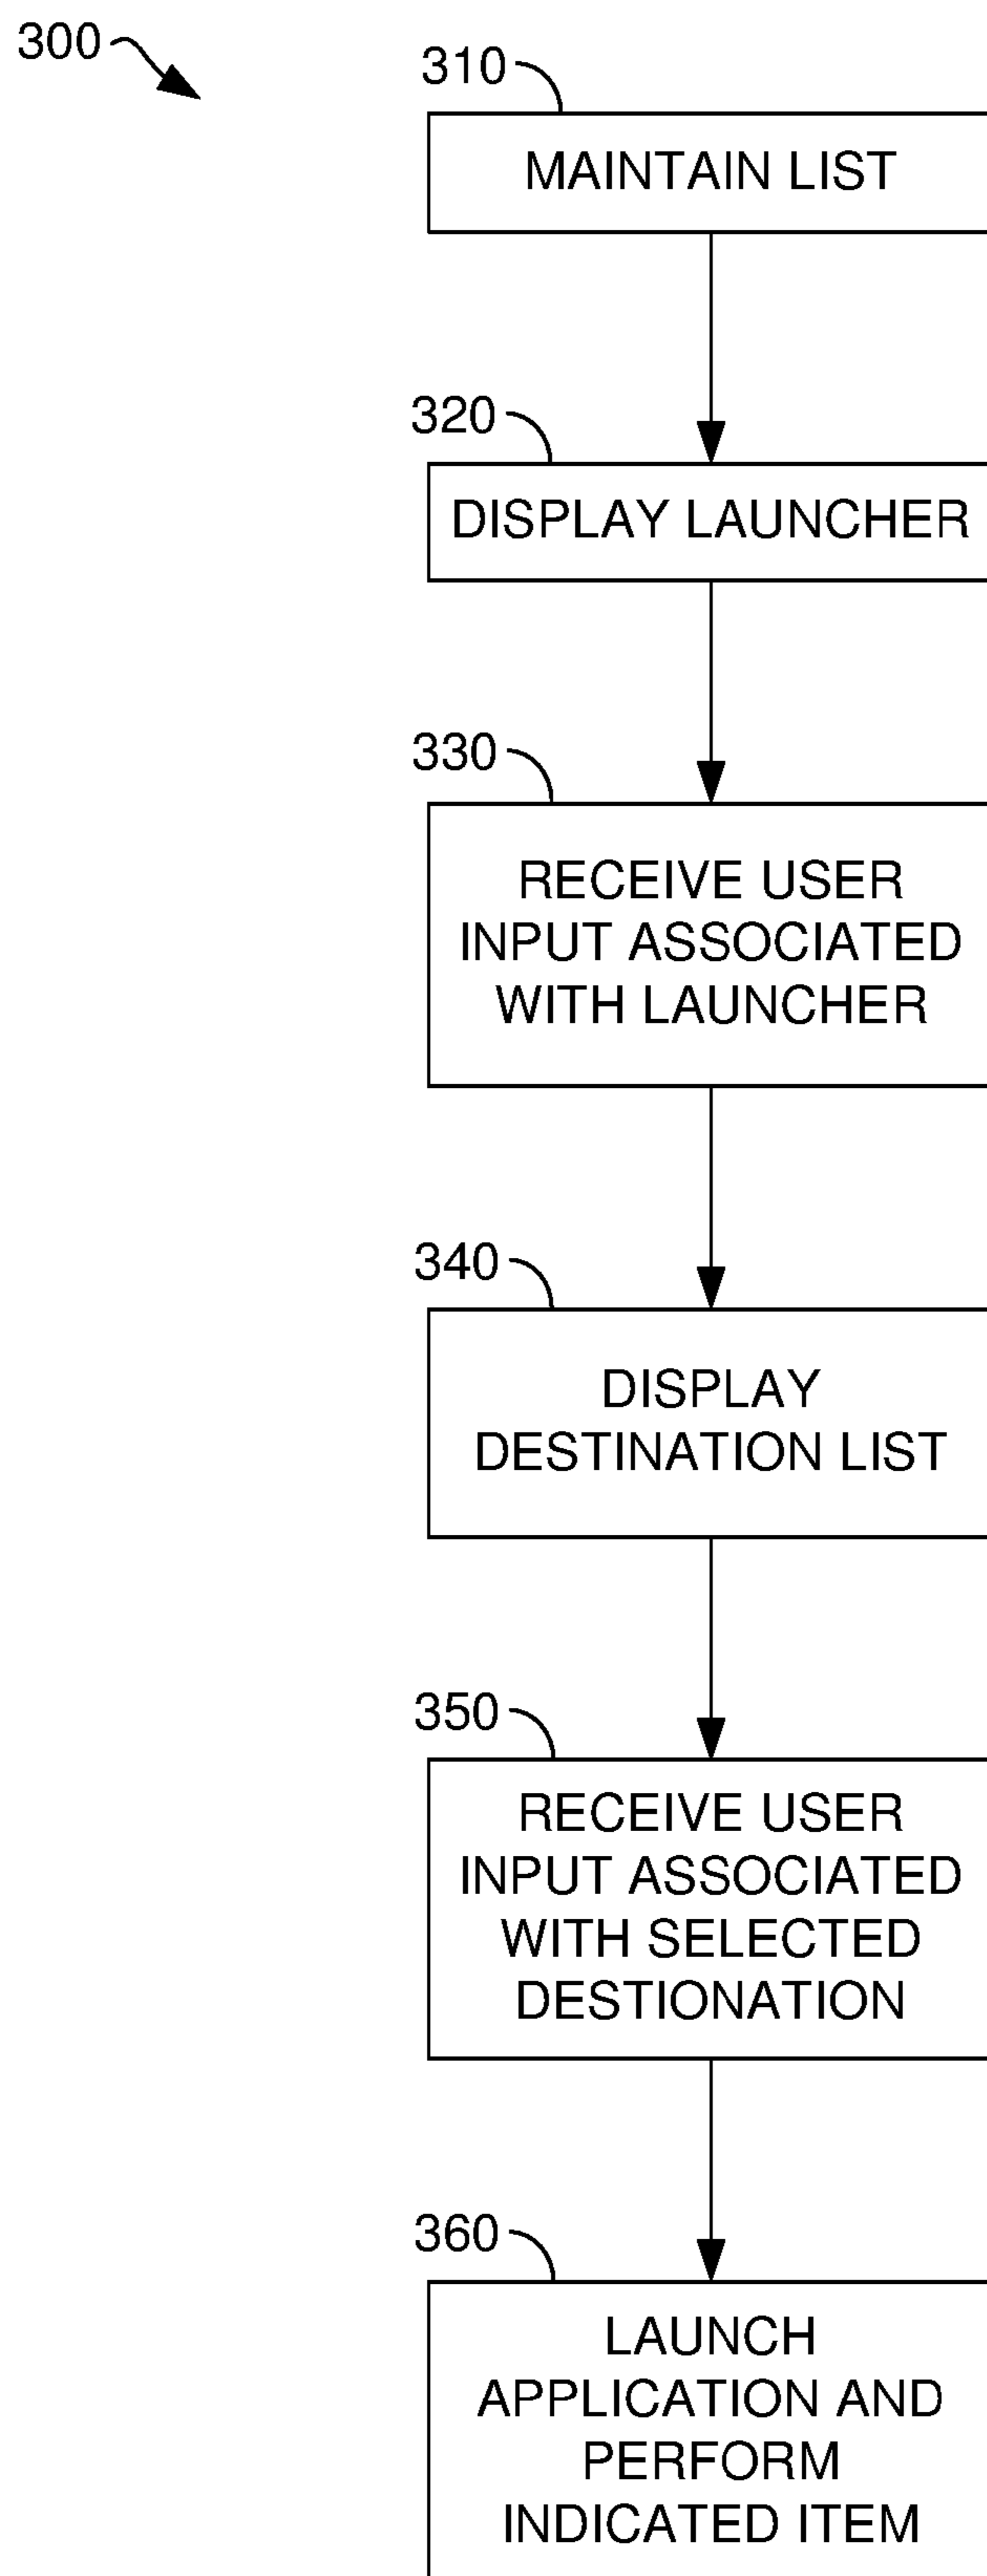 300
310
MAINTAIN LIST
320
DISPLAY LAUNCHER
330
RECEIVE USER
INPUT ASSOCIATED
WITH LAUNCHER
340
DISPLAY
DESTINATION LIST
350
RECEIVE USER
INPUT ASSOCIATED
WITH SELECTED
DESTIONATION
360
LAUNCH
APPLICATION AND
PERFORM
INDICATED ITEM